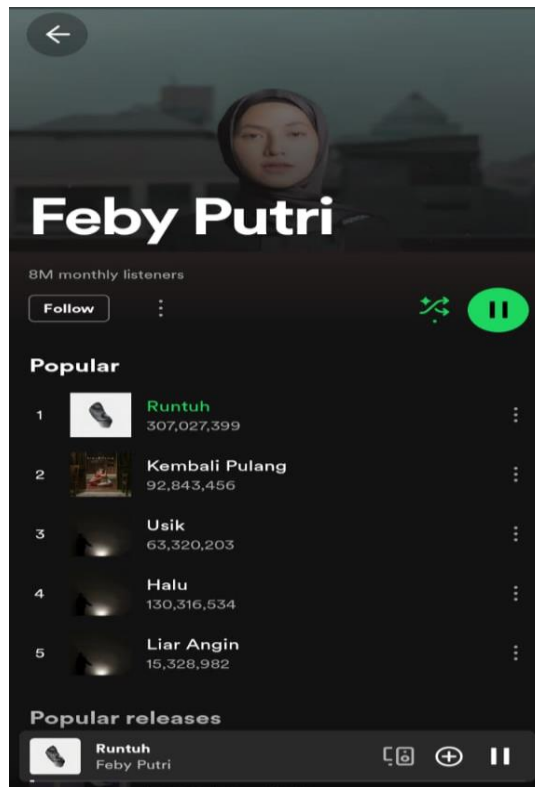 Feby Putri
8M monthly listeners
Follow
Popular
1
Runtuh
307,027,399
2
Kembali Pulang
92,843,456
3
Usik
63,320,203
4
Halu
130,316,534
5
Liar Angin
15,328,982
Popular releases
Runtuh
Feby Putri